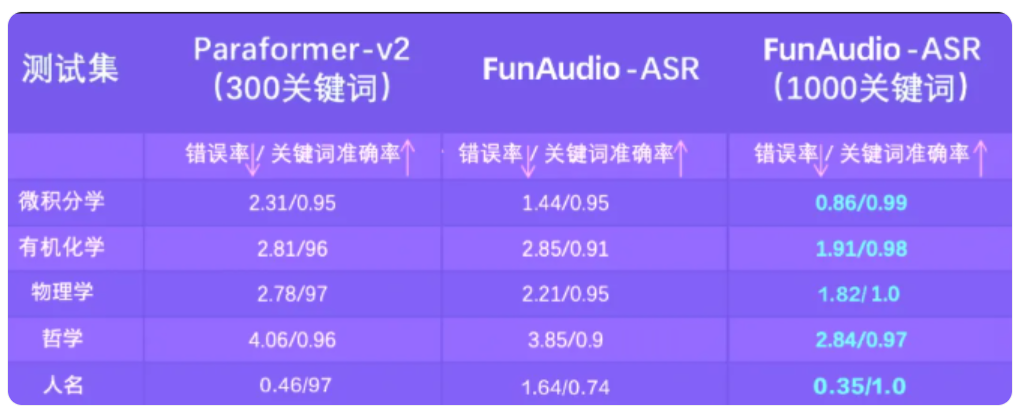 测试集 Paraformer-v2 (300关键词) FunAudio-ASR FunAudio-ASR (1000关键词)
错误率↓/ 关键词准确率↑ 错误率↓/ 关键词准确率↑ 错误率↓/ 关键词准确率↑
微积分学 2.31/0.95 1.44/0.95 0.86/0.99
有机化学 2.81/96 2.85/0.91 1.91/0.98
物理学 2.78/97 2.21/0.95 1.82/1.0
哲学 4.06/0.96 3.85/0.9 2.84/0.97
人名 0.46/97 1.64/0.74 0.35/1.0